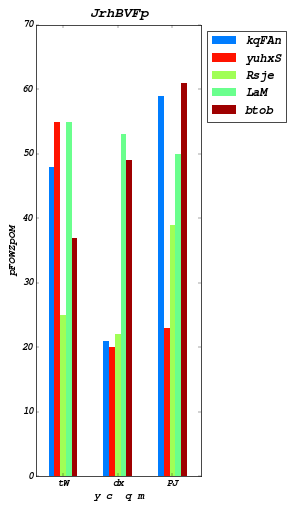 JrhBVFp
70
60
50
40
30
20
10
0
pFOWZpOM
tW dx PJ
y c q m
kqFAn
yuhxS
Rsje
LaM
btob